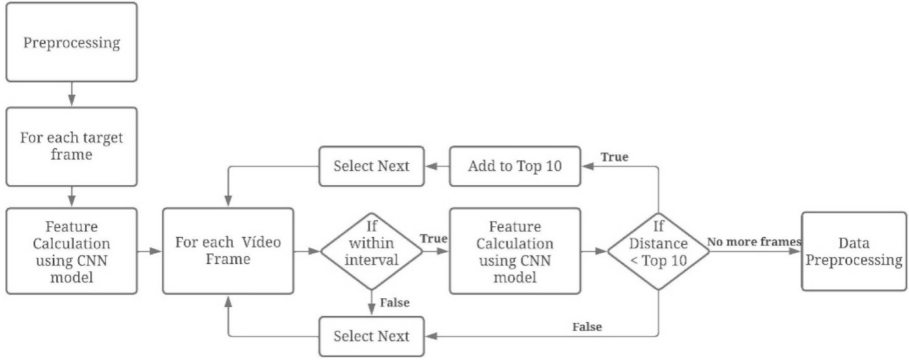 Preprocessing
For each target
frame
Feature
Calculation
using CNN
model
For each Vídeo
Frame
If
within
interval
True
False
Feature
Calculation
using CNN
model
If
Distance
< Top 10
True
Add to Top 10
Select Next
False
Select Next
No more frames
Data
Preprocessing